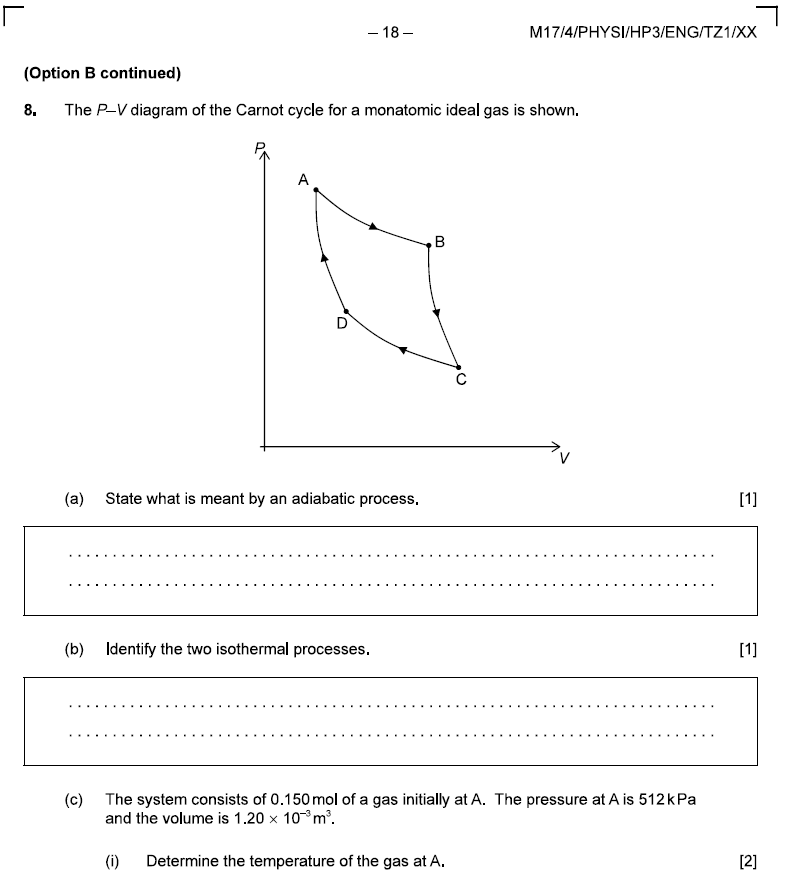 – 18 –
M17/4/PHYSI/HP3/ENG/TZ1/XX
(Option B continued)
8. The P–V diagram of the Carnot cycle for a monatomic ideal gas is shown.
P
A
B
D
C
V
(a) State what is meant by an adiabatic process. [1]
(b) Identify the two isothermal processes. [1]
(c) The system consists of 0.150 mol of a gas initially at A. The pressure at A is 512 kPa
and the volume is 1.20 × 10⁻³ m³.
(i) Determine the temperature of the gas at A. [2]